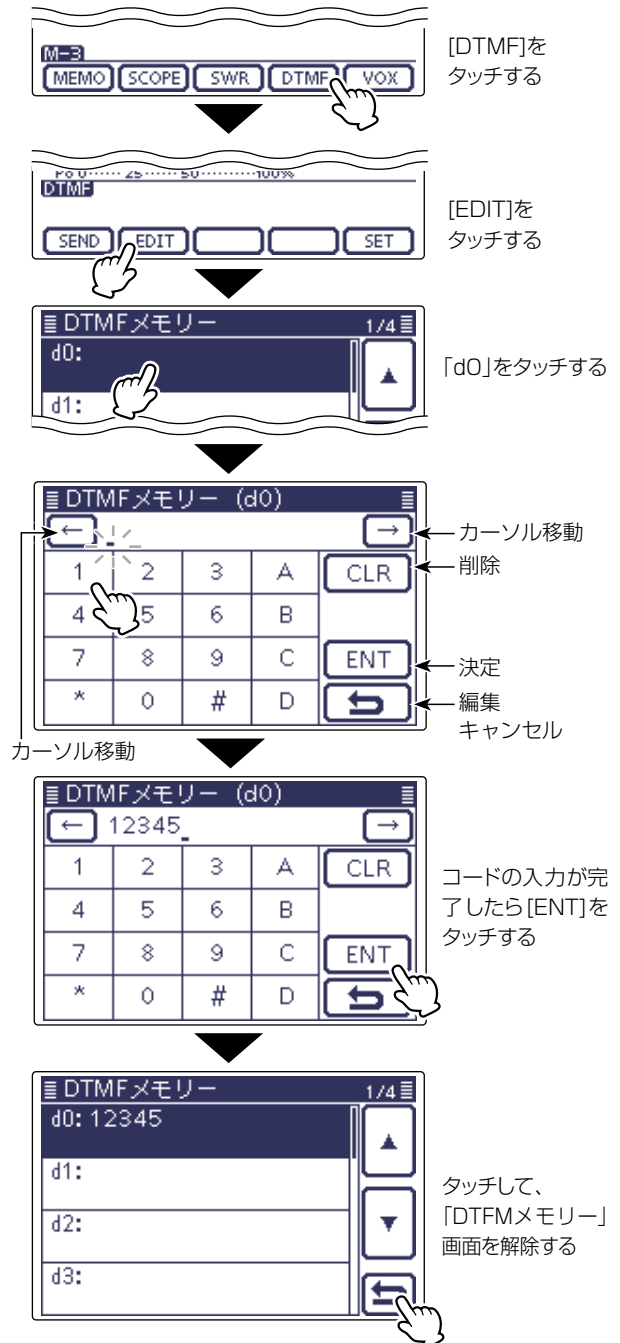 M-3
MEMO SCOPE SWR DTMF VOX
[DTMF]を
タッチする
Po 0 25 50 100%
DTMF
SEND EDIT SET
[EDIT]を
タッチする
DTMFメモリー 1/4
d0:
d1:
「d0」をタッチする
DTMFメモリー (d0)
← →
1 2 3 A CLR
4 5 6 B
7 8 9 C ENT
* 0 # D
カーソル移動
削除
決定
編集
キャンセル
カーソル移動
DTMFメモリー (d0)
← 12345_ →
1 2 3 A CLR
4 5 6 B
7 8 9 C ENT
* 0 # D
コードの入力が完
了したら[ENT]を
タッチする
DTMFメモリー 1/4
d0: 12345
d1:
d2:
d3:
タッチして、
「DTFMメモリー」
画面を解除する